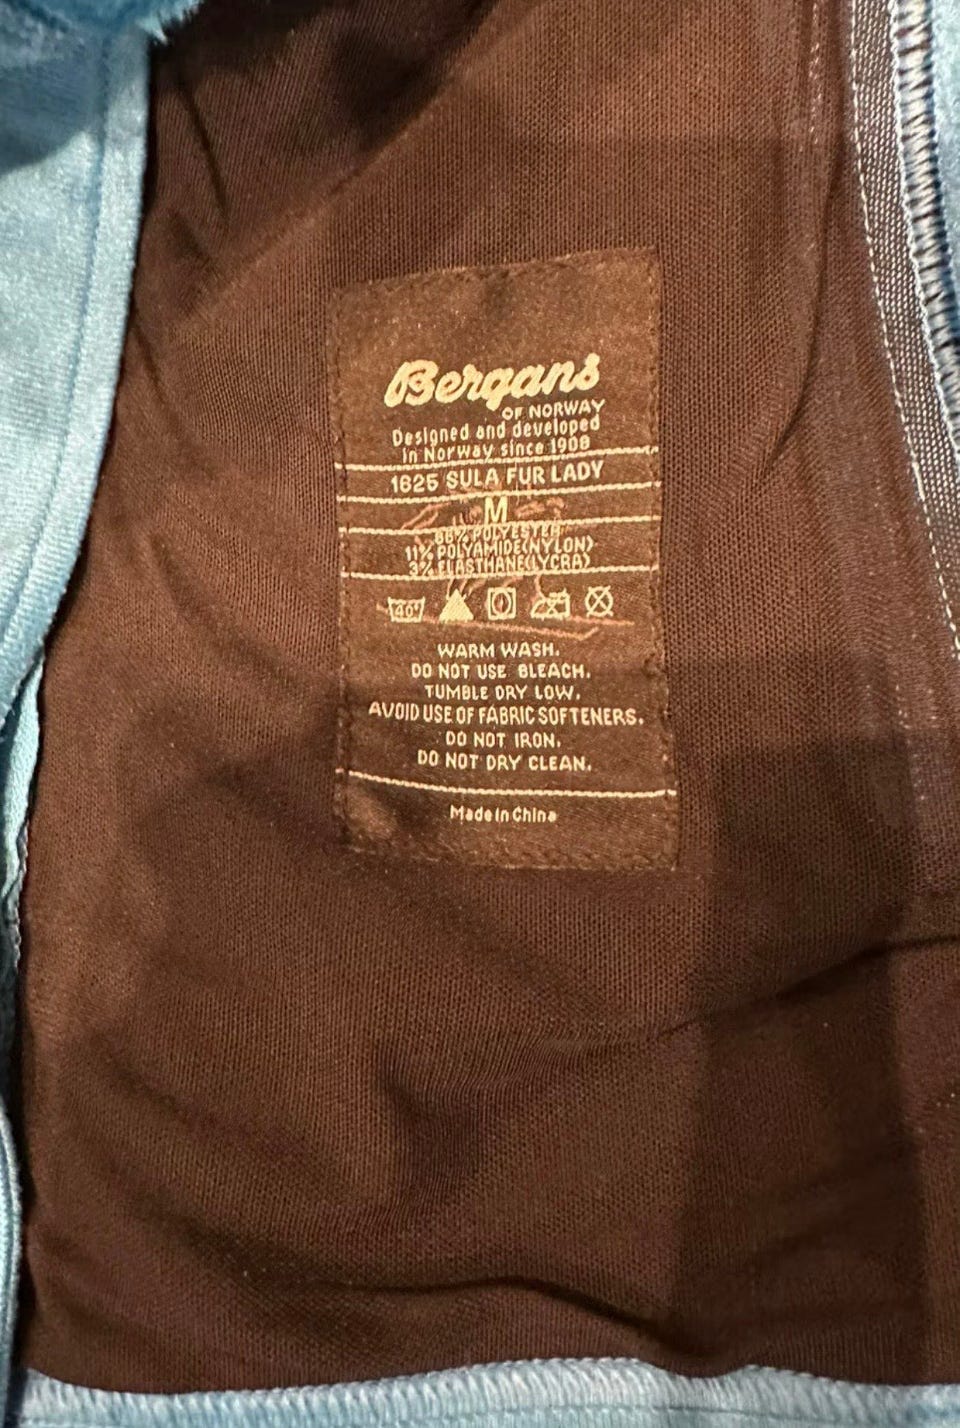 Bergans
OF NORWAY
Designed and developed
in Norway since 1908
1625 SULA FUR LADY
M
86% POLYESTER
11% POLYAMIDE(NYLON)
3% ELASTHANE(LYCRA)
40°
WARM WASH.
DO NOT USE BLEACH.
TUMBLE DRY LOW.
AVOID USE OF FABRIC SOFTENERS.
DO NOT IRON.
DO NOT DRY CLEAN.
Made in China